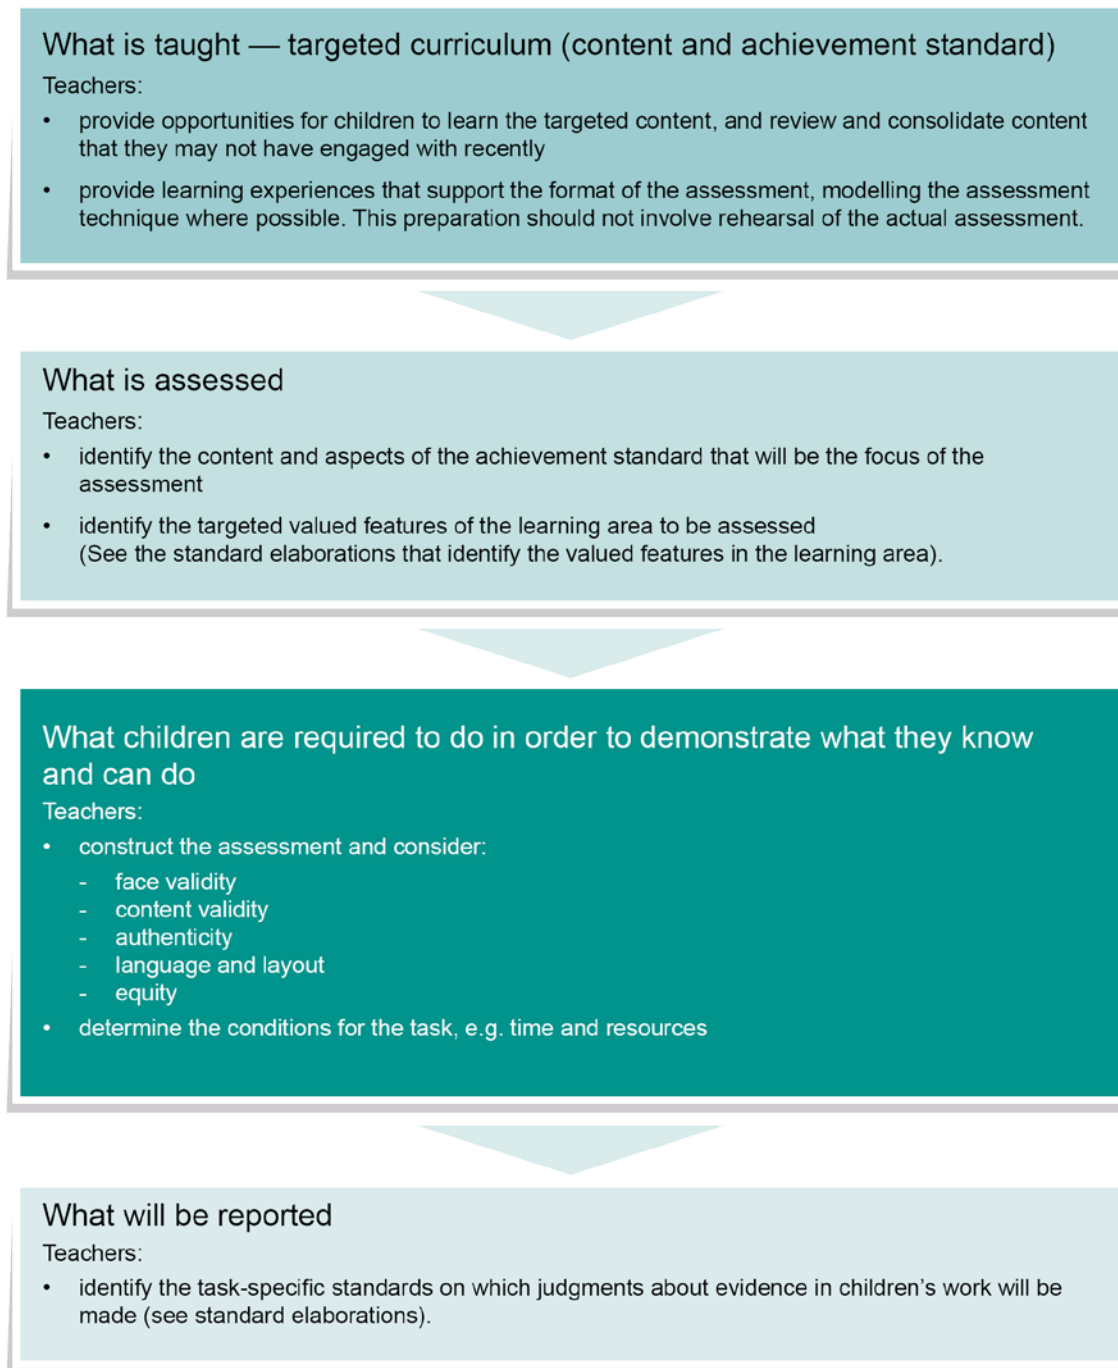 What is taught — targeted curriculum (content and achievement standard)
Teachers:
• provide opportunities for children to learn the targeted content, and review and consolidate content
that they may not have engaged with recently
• provide learning experiences that support the format of the assessment, modelling the assessment
technique where possible. This preparation should not involve rehearsal of the actual assessment.
What is assessed
Teachers:
• identify the content and aspects of the achievement standard that will be the focus of the
assessment
• identify the targeted valued features of the learning area to be assessed
(See the standard elaborations that identify the valued features in the learning area).
What children are required to do in order to demonstrate what they know
and can do
Teachers:
• construct the assessment and consider:
- face validity
- content validity
- authenticity
- language and layout
- equity
• determine the conditions for the task, e.g. time and resources
What will be reported
Teachers:
• identify the task-specific standards on which judgments about evidence in children’s work will be
made (see standard elaborations).